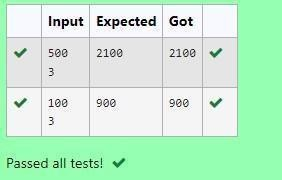 Input Expected Got
500 2100 2100
3
100 900 900
3
Passed all tests!